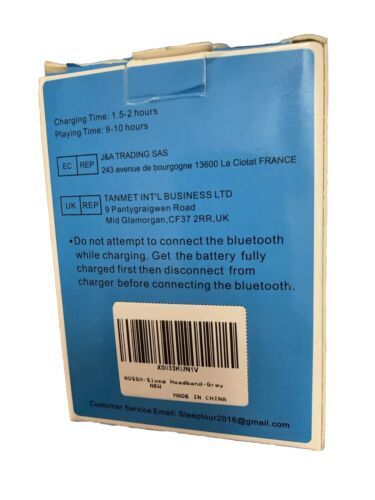 Charging Time: 1.5-2 hours
Playing Time: 9-10 hours
EC REP J&A TRADING SAS
243 avenue de bourgogne 13600 La Ciotat FRANCE
UK REP TANMET INT'L BUSINESS LTD
9 Pantygraigwen Road
Mid Glamorgan,CF37 2RR,UK
•Do not attempt to connect the bluetooth
while charging. Get the battery fully
charged first then disconnect from
charger before connecting the bluetooth.
X0033KUN1V
Headband-Grey
NEW
MADE IN CHINA
Customer Service Email: Sleeptour2016@gmail.com